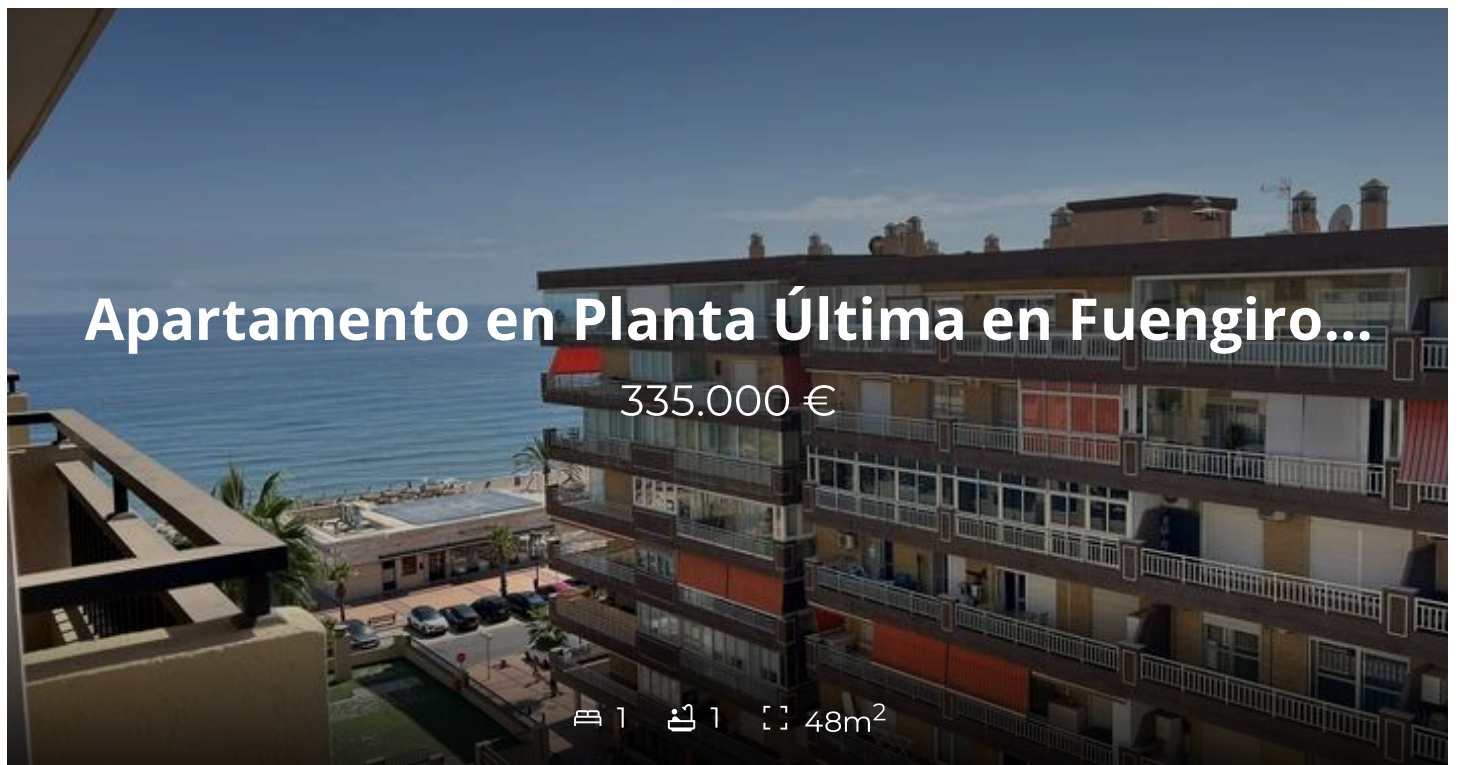 Apartamento en Planta Última en Fuengiro...
335.000 €
1 1 48m²